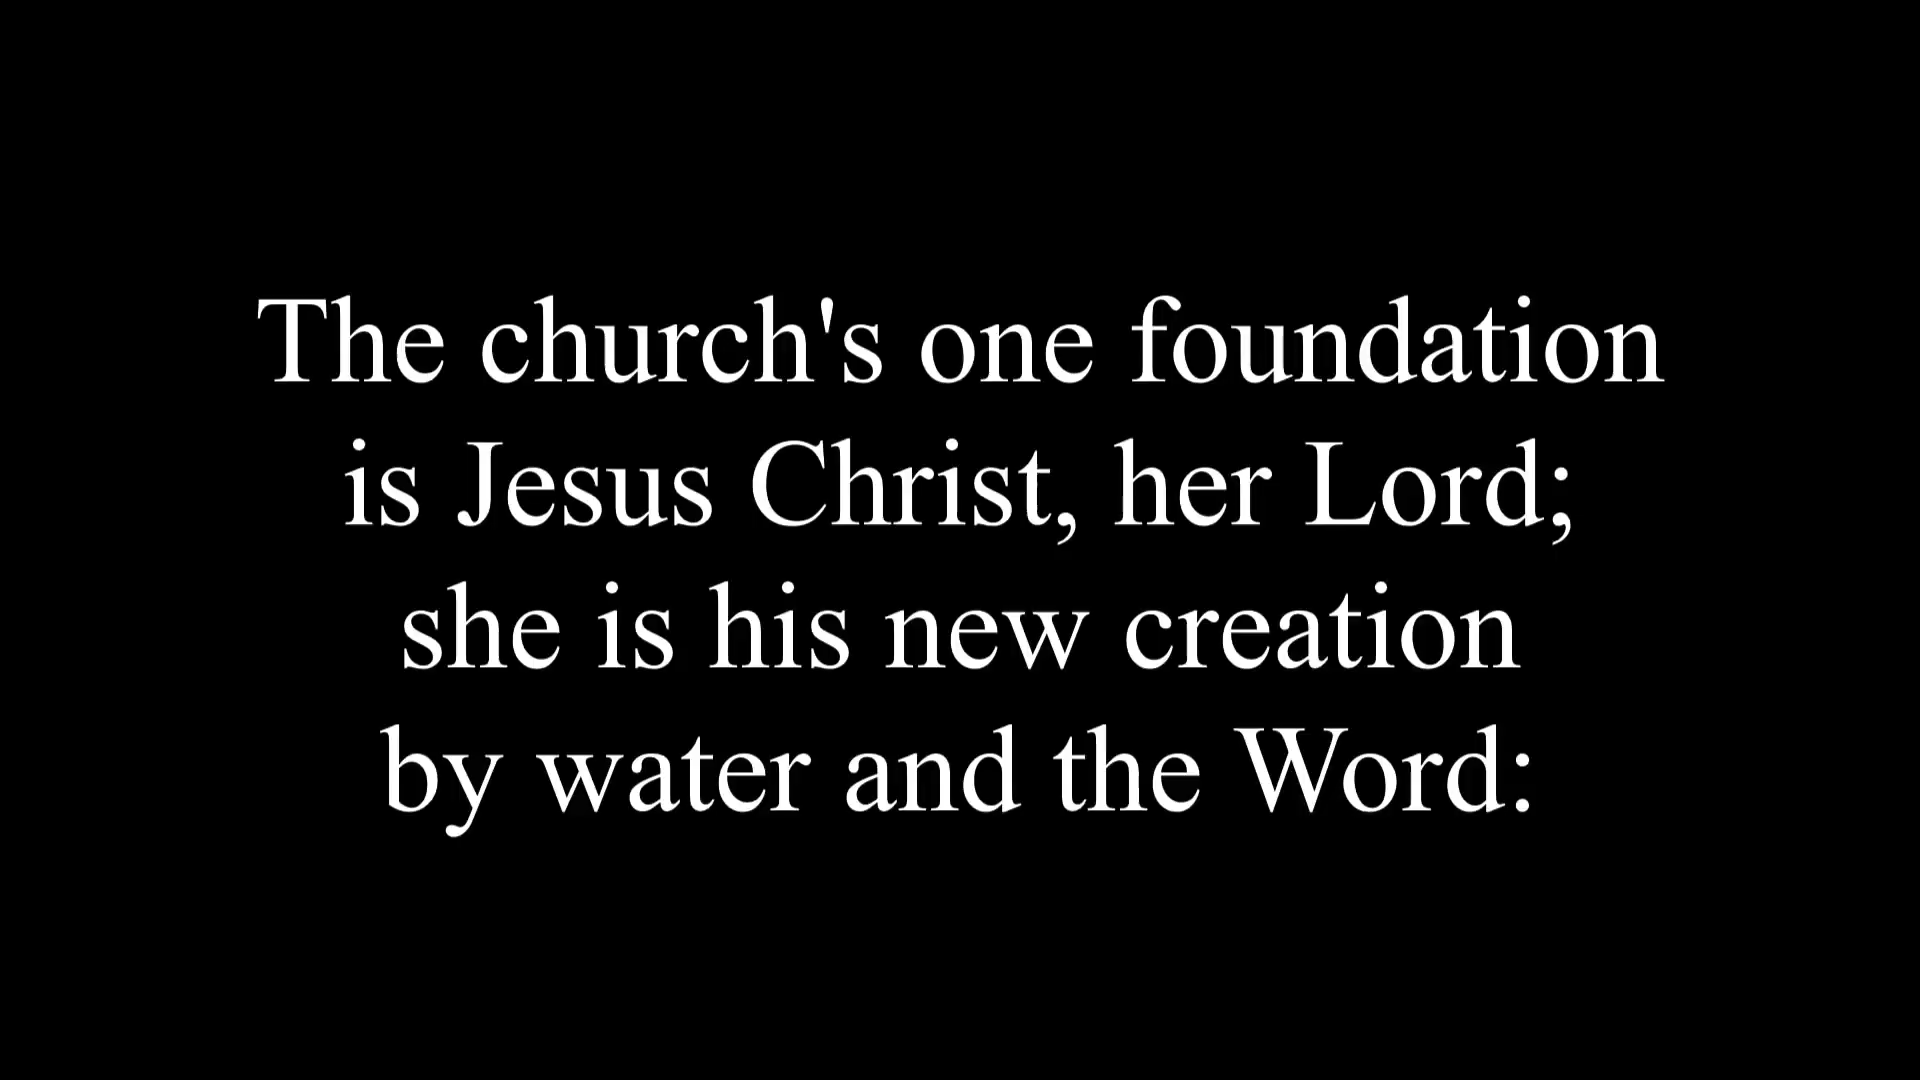 The church's one foundation
is Jesus Christ, her Lord;
she is his new creation
by water and the Word: